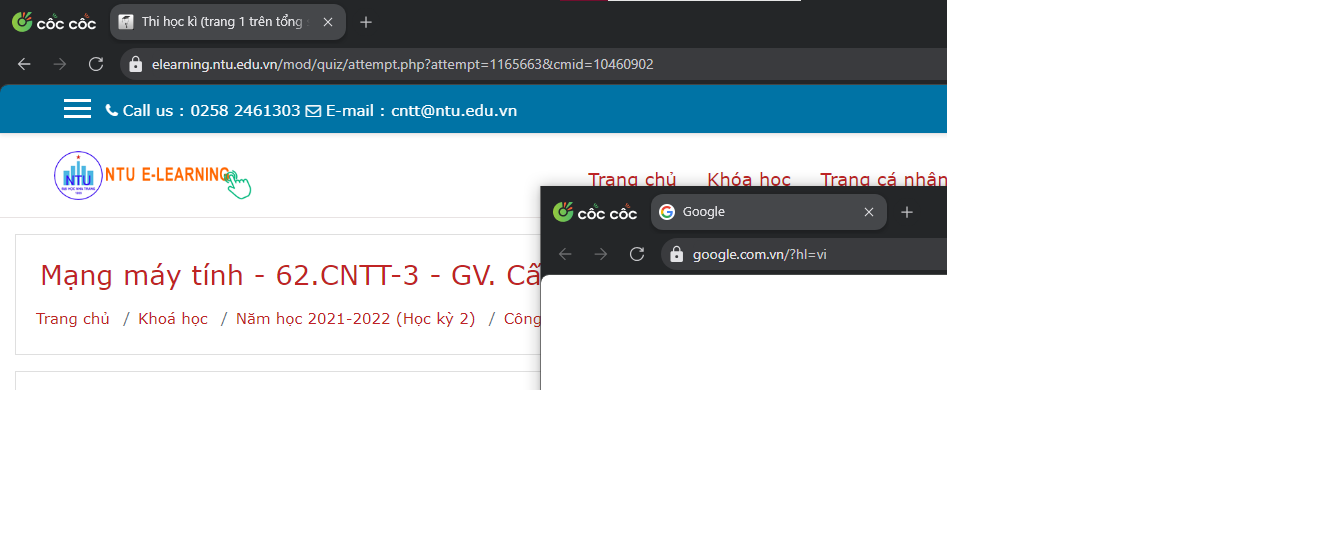 cốc cốc
Thi học kì (trang 1 trên tổng
elearning.ntu.edu.vn/mod/quiz/attempt.php?attempt=1165663&cmid=10460902
Call us : 0258 2461303 E-mail : cntt@ntu.edu.vn
NTU
NTU E-LEARNING
Trang chủ Khóa học Trang cá nhân
cốc cốc
Google
google.com.vn/?hl=vi
Mạng máy tính - 62.CNTT-3 - GV. Cấ
Trang chủ / Khoá học / Năm học 2021-2022 (Học kỳ 2) / Công